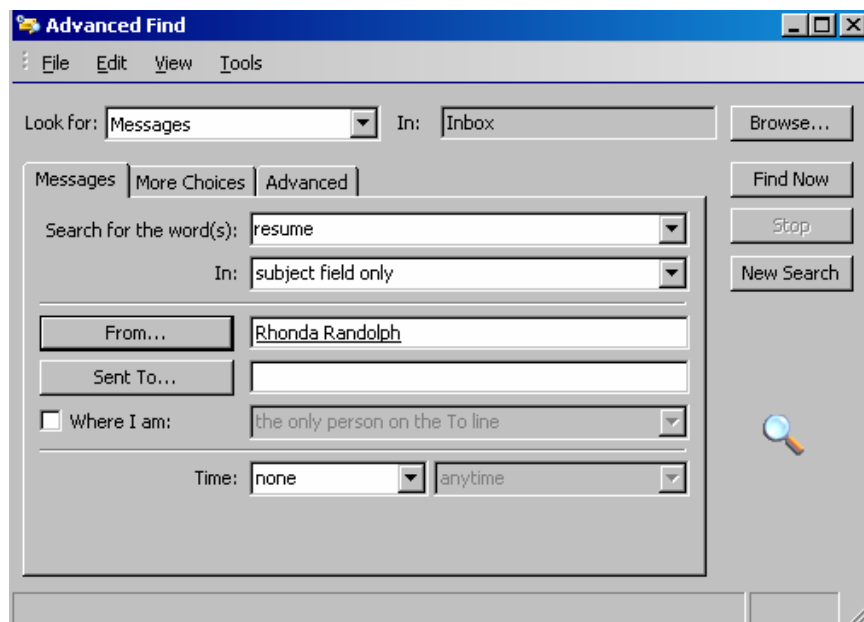 Advanced Find
File Edit View Tools
Look for: Messages In: Inbox Browse...
Messages More Choices Advanced Find Now
Search for the word(s): resume Stop
In: subject field only New Search
From... Rhonda Randolph
Sent To...
Where I am: the only person on the To line
Time: none anytime